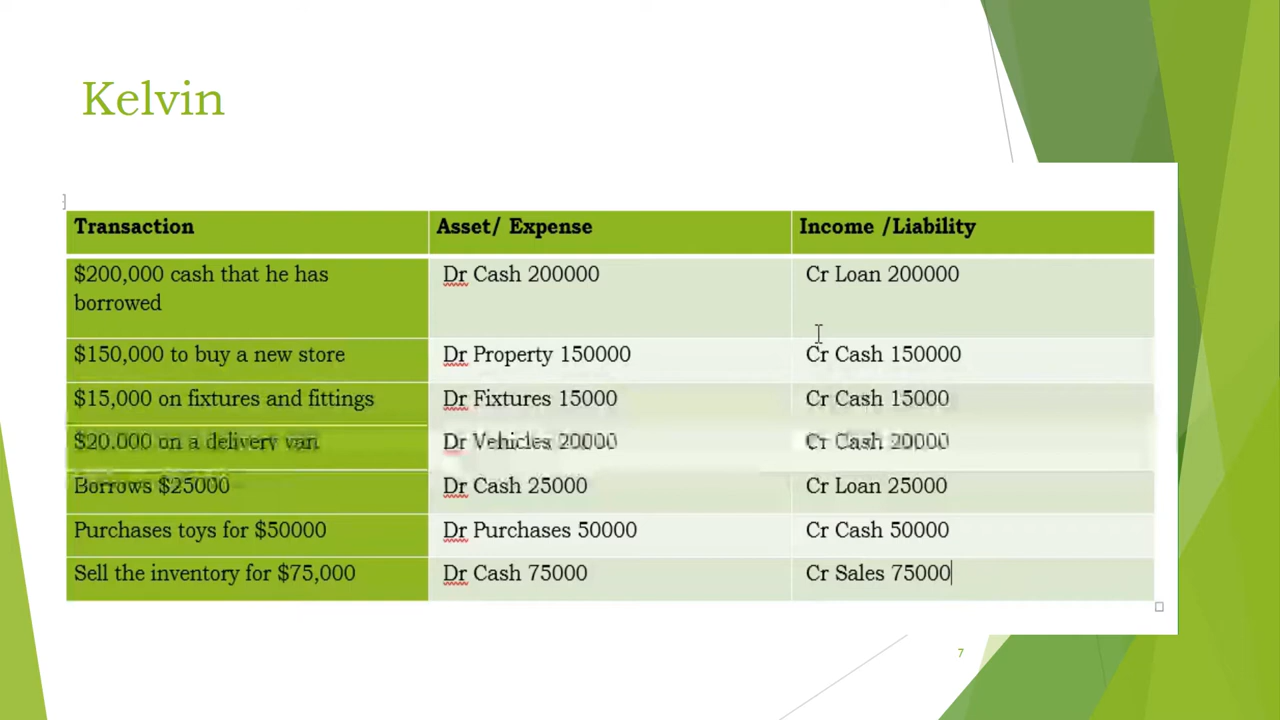 Kelvin
Transaction Asset/ Expense Income /Liability
$200,000 cash that he has Dr Cash 200000 Cr Loan 200000
borrowed
$150,000 to buy a new store Dr Property 150000 Cr Cash 150000
$15,000 on fixtures and fittings Dr Fixtures 15000 Cr Cash 15000
$20.000 on a delivery van Dr Vehicles 20000 Cr Cash 20000
Borrows $25000 Dr Cash 25000 Cr Loan 25000
Purchases toys for $50000 Dr Purchases 50000 Cr Cash 50000
Sell the inventory for $75,000 Dr Cash 75000 Cr Sales 75000
7